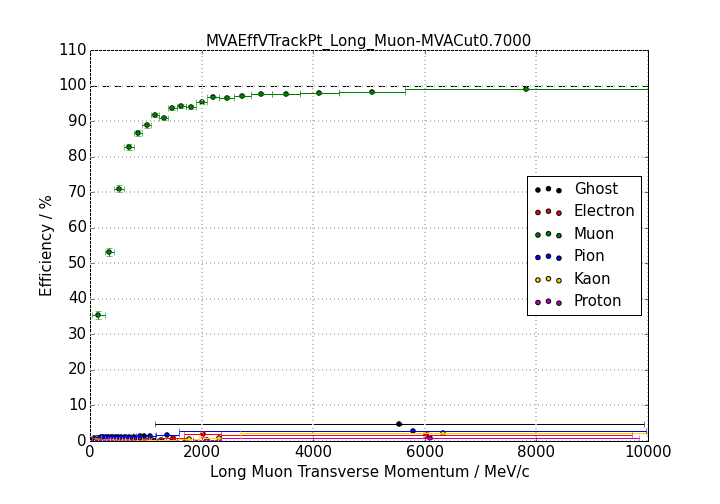 MVAEffVTrackPt_Long_Muon-MVACut0.7000
110
100
90
80
70
60
50
40
30
20
10
0
Efficiency / %
Ghost
Electron
Muon
Pion
Kaon
Proton
0 2000 4000 6000 8000 10000
Long Muon Transverse Momentum / MeV/c